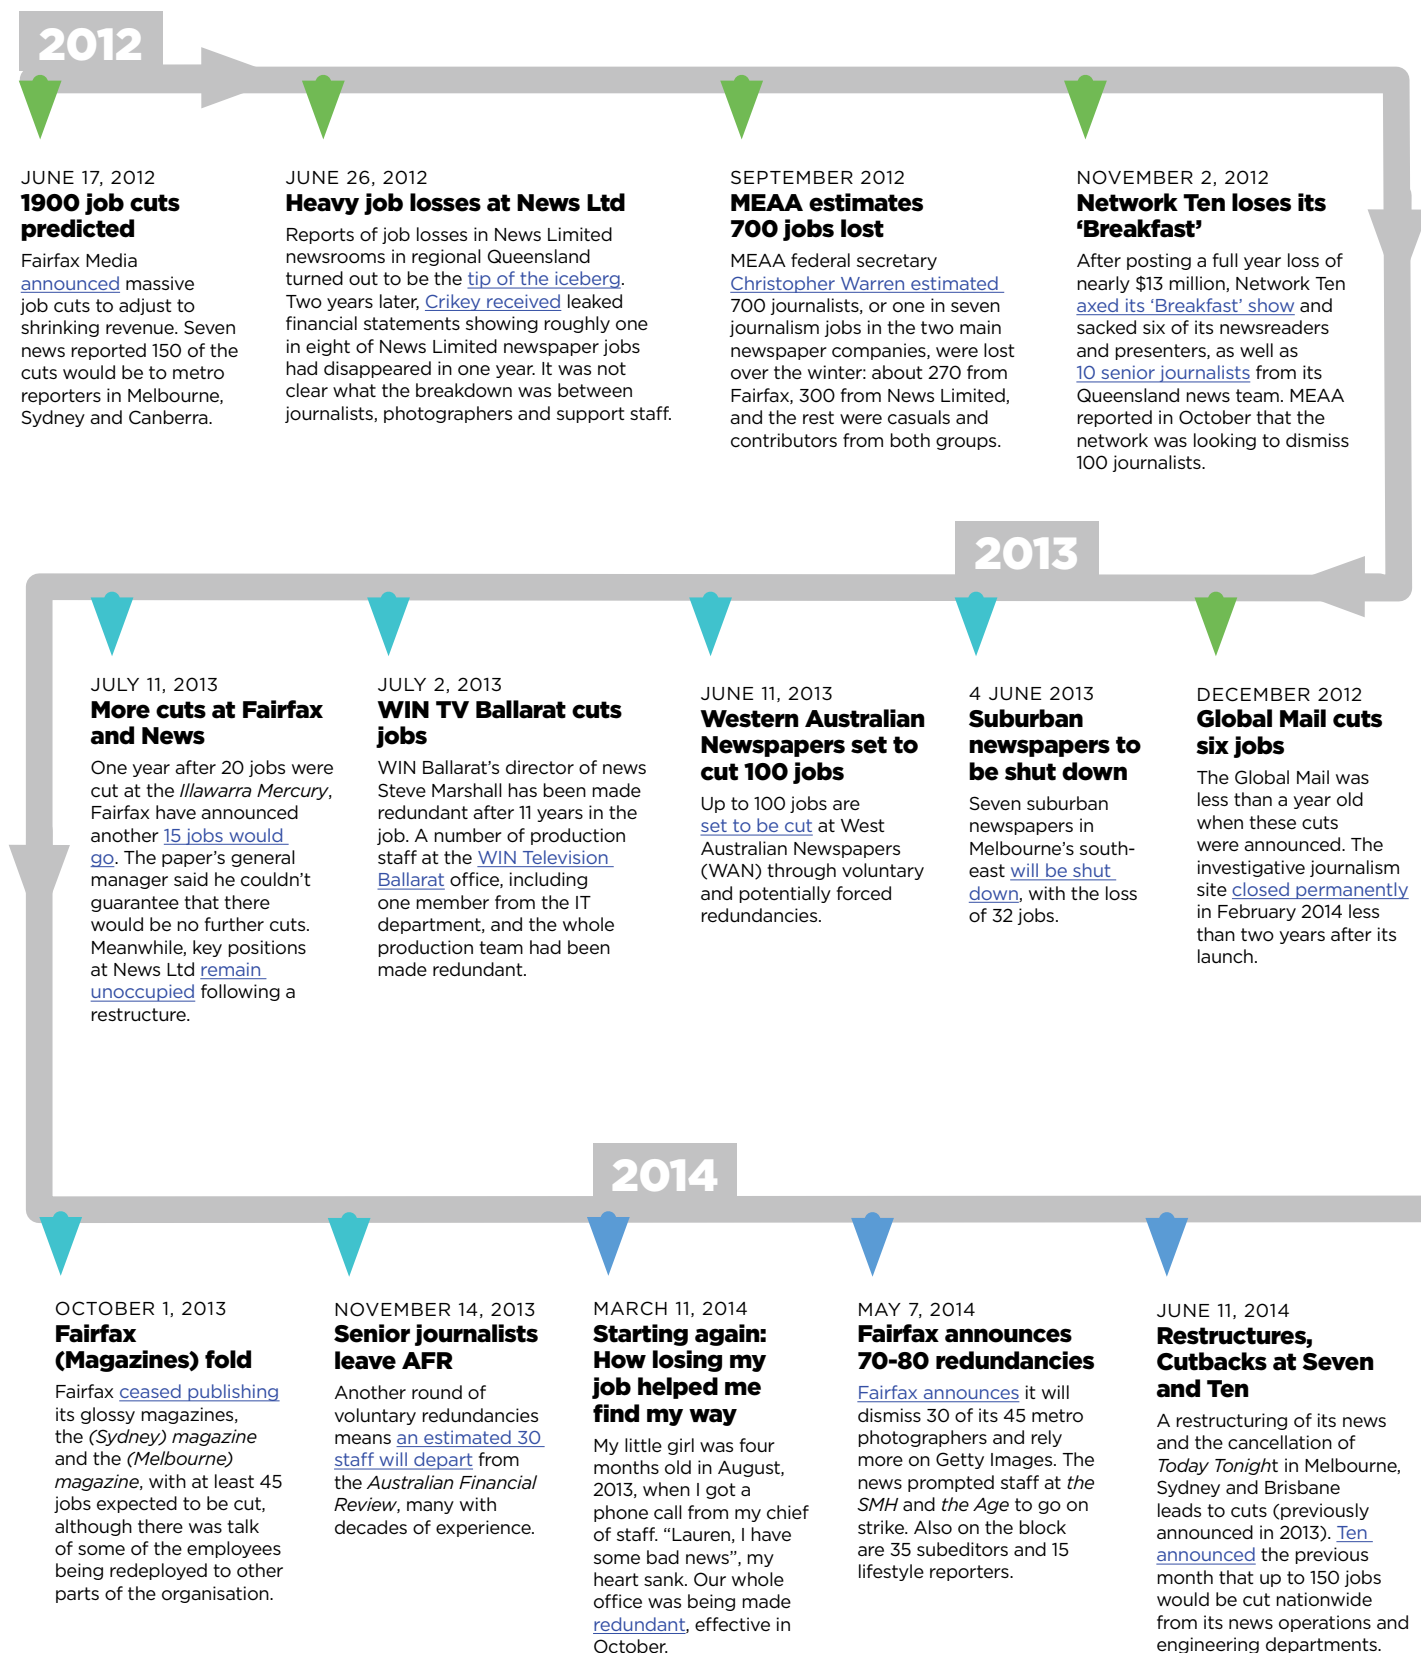 2012
JUNE 17, 2012
1900 job cuts
predicted
Fairfax Media
announced massive
job cuts to adjust to
shrinking revenue. Seven
news reported 150 of the
cuts would be to metro
reporters in Melbourne,
Sydney and Canberra.
JUNE 26, 2012
Heavy job losses at News Ltd
Reports of job losses in News Limited
newsrooms in regional Queensland
turned out to be the tip of the iceberg.
Two years later, Crikey received leaked
financial statements showing roughly one
in eight of News Limited newspaper jobs
had disappeared in one year. It was not
clear what the breakdown was between
journalists, photographers and support staff.
SEPTEMBER 2012
MEAA estimates
700 jobs lost
MEAA federal secretary
Christopher Warren estimated
700 journalists, or one in seven
journalism jobs in the two main
newspaper companies, were lost
over the winter: about 270 from
Fairfax, 300 from News Limited,
and the rest were casuals and
contributors from both groups.
NOVEMBER 2, 2012
Network Ten loses its
‘Breakfast’
After posting a full year loss of
nearly $13 million, Network Ten
axed its ‘Breakfast’ show and
sacked six of its newsreaders
and presenters, as well as
10 senior journalists from its
Queensland news team. MEAA
reported in October that the
network was looking to dismiss
100 journalists.
2013
DECEMBER 2012
Global Mail cuts
six jobs
The Global Mail was
less than a year old
when these cuts
were announced. The
investigative journalism
site closed permanently
in February 2014 less
than two years after its
launch.
4 JUNE 2013
Suburban
newspapers to
be shut down
Seven suburban
newspapers in
Melbourne’s south-
east will be shut
down, with the loss
of 32 jobs.
JUNE 11, 2013
Western Australian
Newspapers set to
cut 100 jobs
Up to 100 jobs are
set to be cut at West
Australian Newspapers
(WAN) through voluntary
and potentially forced
redundancies.
JULY 2, 2013
WIN TV Ballarat cuts
jobs
WIN Ballarat’s director of news
Steve Marshall has been made
redundant after 11 years in the
job. A number of production
staff at the WIN Television
Ballarat office, including
one member from the IT
department, and the whole
production team had been
made redundant.
JULY 11, 2013
More cuts at Fairfax
and News
One year after 20 jobs were
cut at the Illawarra Mercury,
Fairfax have announced
another 15 jobs would
go. The paper’s general
manager said he couldn’t
guarantee that there
would be no further cuts.
Meanwhile, key positions
at News Ltd remain
unoccupied following a
restructure.
2014
OCTOBER 1, 2013
Fairfax
(Magazines) fold
Fairfax ceased publishing
its glossy magazines,
the (Sydney) magazine
and the (Melbourne)
magazine, with at least 45
jobs expected to be cut,
although there was talk
of some of the employees
being redeployed to other
parts of the organisation.
NOVEMBER 14, 2013
Senior journalists
leave AFR
Another round of
voluntary redundancies
means an estimated 30
staff will depart from
the Australian Financial
Review, many with
decades of experience.
MARCH 11, 2014
Starting again:
How losing my
job helped me
find my way
My little girl was four
months old in August,
2013, when I got a
phone call from my chief
of staff. “Lauren, I have
some bad news”, my
heart sank. Our whole
office was being made
redundant, effective in
October.
MAY 7, 2014
Fairfax announces
70-80 redundancies
Fairfax announces it will
dismiss 30 of its 45 metro
photographers and rely
more on Getty Images. The
news prompted staff at the
SMH and the Age to go on
strike. Also on the block
are 35 subeditors and 15
lifestyle reporters.
JUNE 11, 2014
Restructures,
Cutbacks at Seven
and Ten
A restructuring of its news
and the cancellation of
Today Tonight in Melbourne,
Sydney and Brisbane
leads to cuts (previously
announced in 2013). Ten
announced the previous
month that up to 150 jobs
would be cut nationwide
from its news operations and
engineering departments.